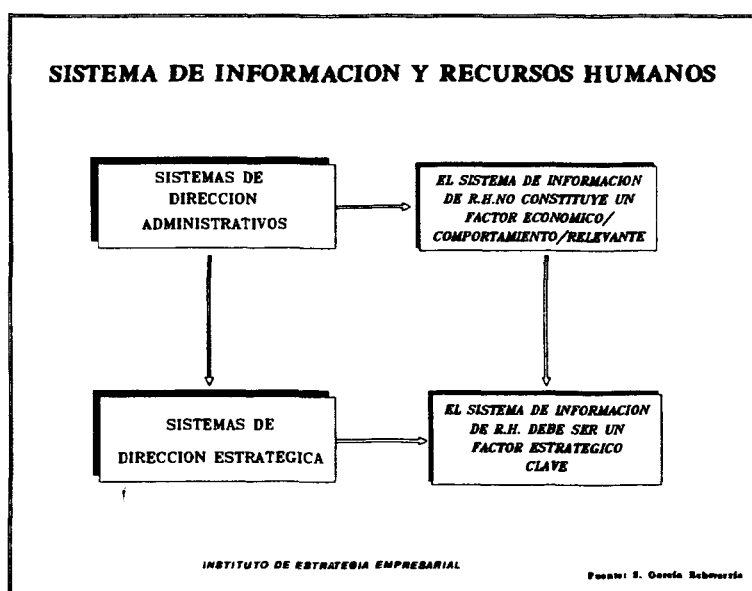 SISTEMA DE INFORMACION Y RECURSOS HUMANOS
SISTEMAS DE
DIRECCION
ADMINISTRATIVOS
EL SISTEMA DE INFORMACION
DE R.H.NO CONSTITUYE UN
FACTOR ECONOMICO/
COMPORTAMIENTO/RELEVANTE
SISTEMAS DE
DIRECCION ESTRATEGICA
EL SISTEMA DE INFORMACION
DE R.H. DEBE SER UN
FACTOR ESTRATEGICO
CLAVE
INSTITUTO DE ESTRATEGIA EMPRESARIAL
Fuente: S. García Echevarría